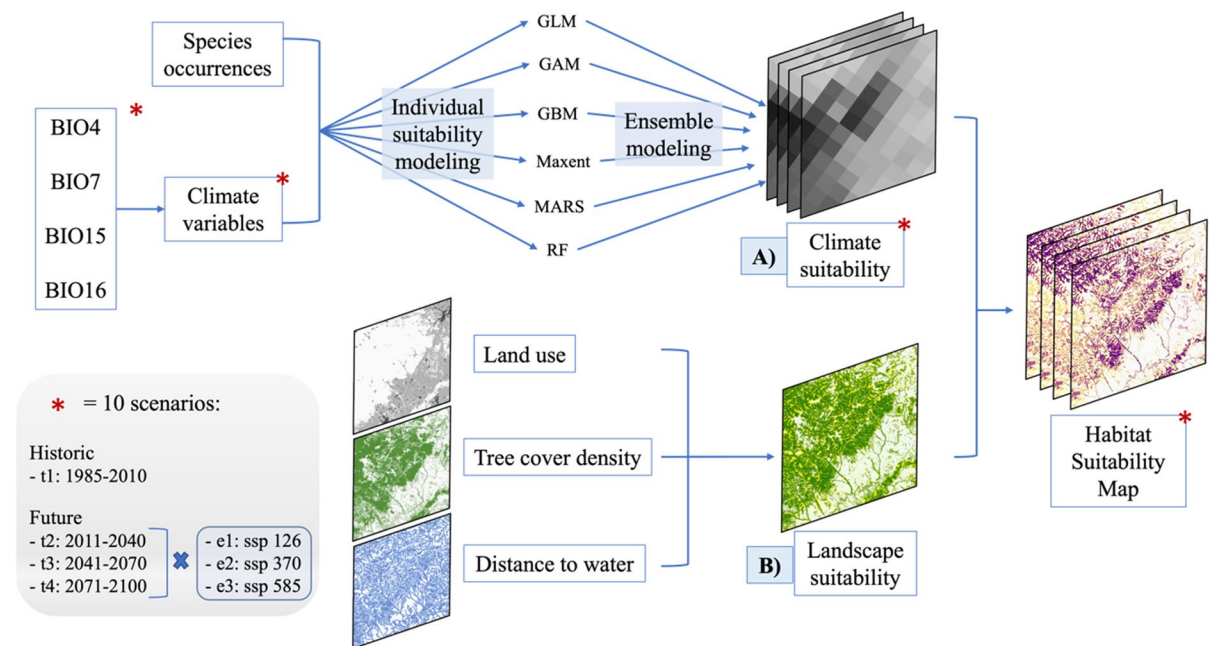 Species
occurrences
*
BIO4
BIO7
BIO15
BIO16
*
Climate
variables
Individual
suitability
modeling
GLM
GAM
GBM
Maxent
MARS
RF
Ensemble
modeling
A)
Climate
suitability
*
Land use
Tree cover density
Distance to water
B)
Landscape
suitability
Habitat
Suitability
Map
*
* = 10 scenarios:
Historic
- t1: 1985-2010
Future
- t2: 2011-2040
- t3: 2041-2070
- t4: 2071-2100
- e1: ssp 126
- e2: ssp 370
- e3: ssp 585